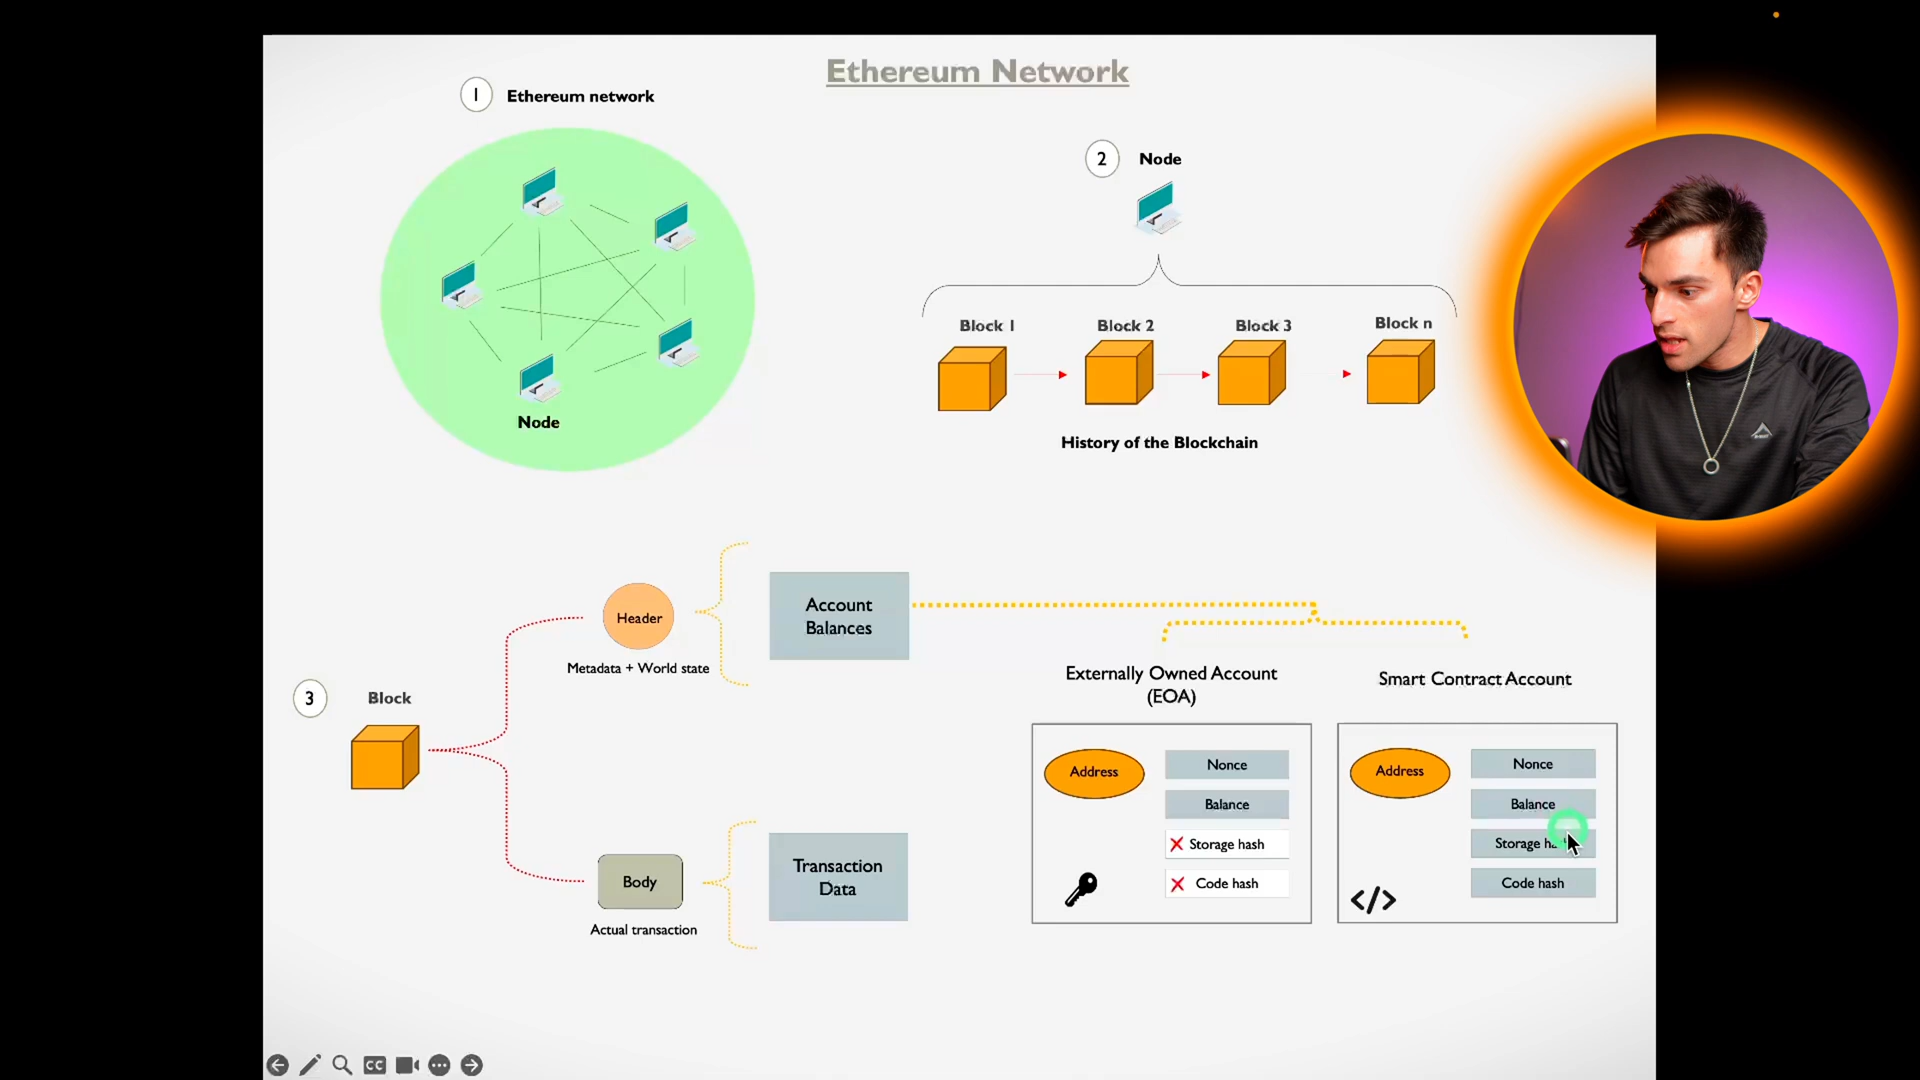 Ethereum Network
1 Ethereum network
Node
2 Node
Block 1
Block 2
Block 3
Block n
History of the Blockchain
3 Block
Header
Metadata + World state
Account
Balances
Body
Actual transaction
Transaction
Data
Externally Owned Account
(EOA)
Address
Nonce
Balance
Storage hash
Code hash
Smart Contract Account
Address
Nonce
Balance
Storage
Code hash
</>
CC